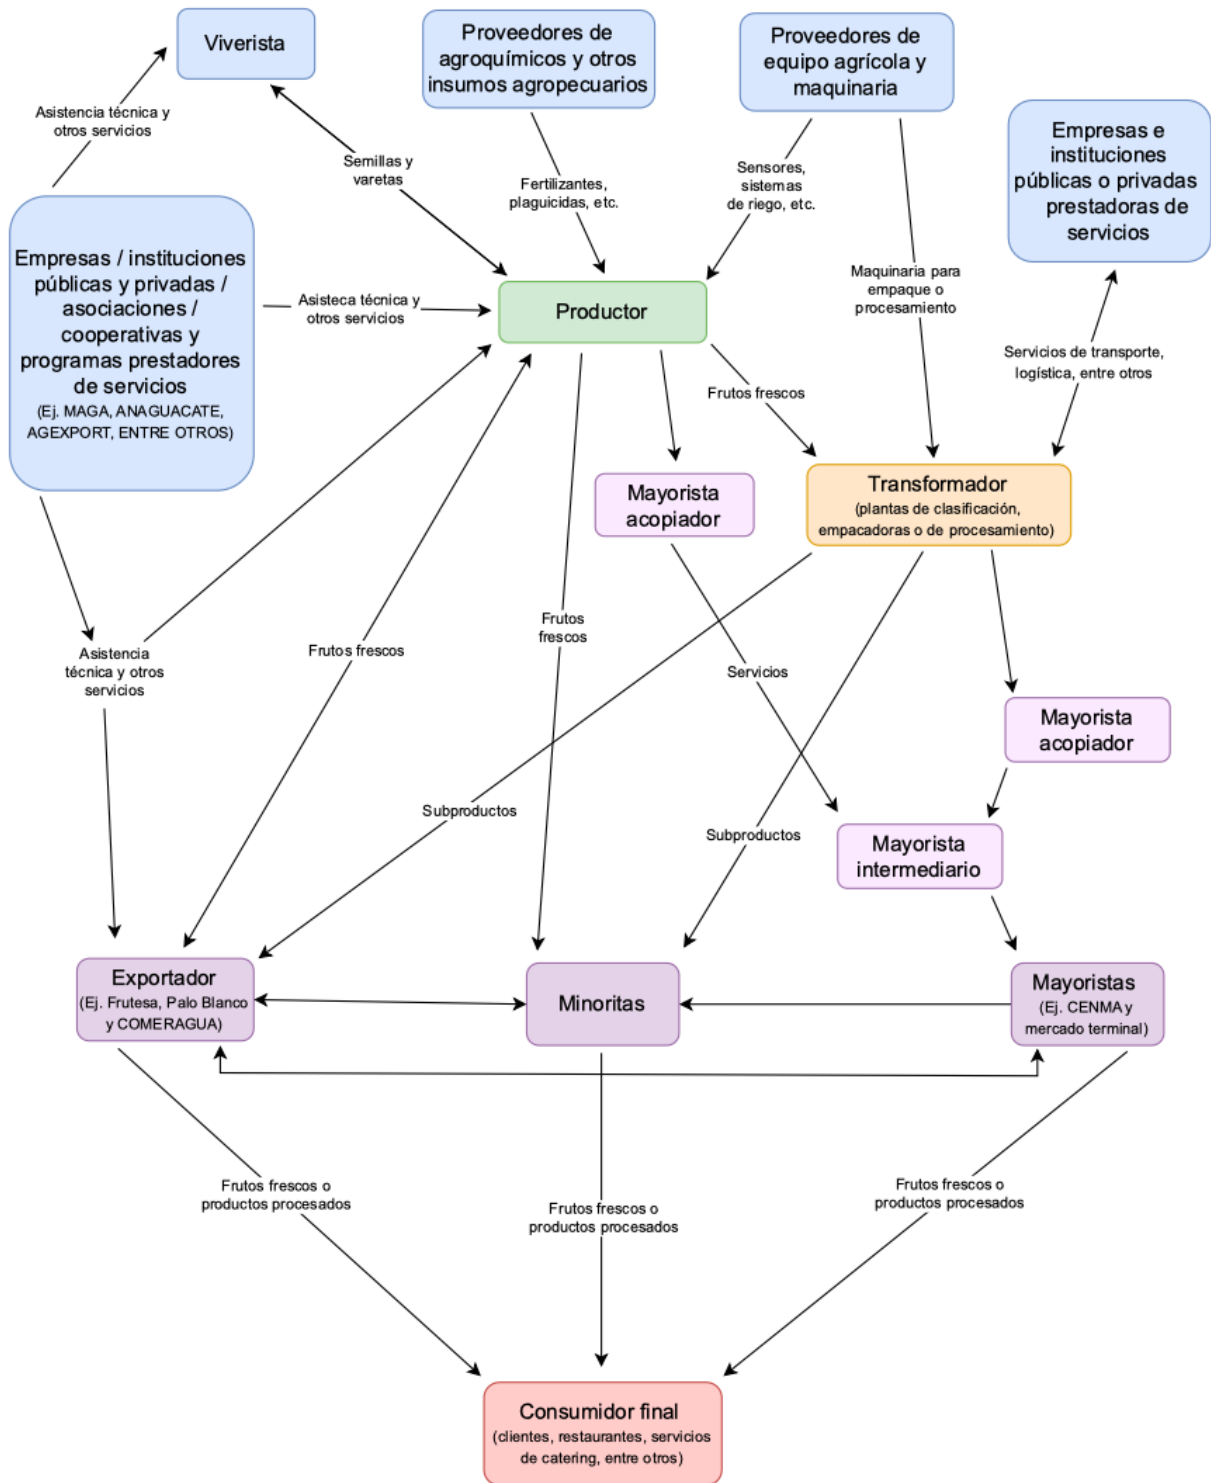 Viverista
Proveedores de
agroquímicos y otros
insumos agropecuarios
Proveedores de
equipo agrícola y
maquinaria
Empresas e
instituciones
públicas o privadas
prestadoras de
servicios
Asistencia técnica y
otros servicios
Semillas y
varetas
Fertilizantes,
plaguicidas, etc.
Sensores,
sistemas
de riego, etc.
Empresas / instituciones
públicas y privadas /
asociaciones /
cooperativas y
programas prestadores
de servicios
(Ej. MAGA, ANAGUACATE,
AGEXPORT, ENTRE OTROS)
Asisteca técnica y
otros servicios
Productor
Maquinaria para
empaque o
procesamiento
Servicios de transporte,
logística, entre otros
Frutos frescos
Mayorista
acopiador
Transformador
(plantas de clasificación,
empacadoras o de procesamiento)
Asistencia
técnica y otros
servicios
Frutos frescos
Frutos
frescos
Servicios
Mayorista
acopiador
Subproductos
Subproductos
Mayorista
intermediario
Exportador
(Ej. Frutesa, Palo Blanco
y COMERAGUA)
Minoritas
Mayoristas
(Ej. CENMA y
mercado terminal)
Frutos frescos o
productos procesados
Frutos frescos o
productos procesados
Frutos frescos o
productos procesados
Consumidor final
(clientes, restaurantes, servicios
de catering, entre otros)